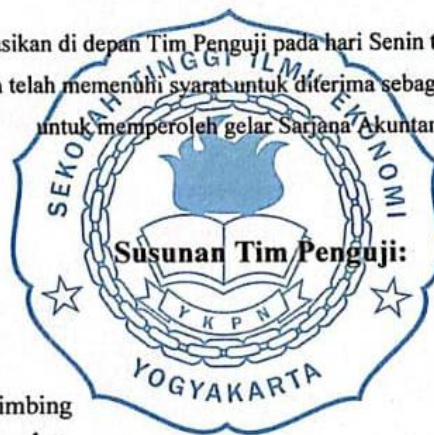 sikan di depan Tim Penguji pada hari Senin t
telah memenuhi syarat untuk diterima sebag
untuk memperoleh gelar Sarjana Akuntan
SEKOLAH TINGGI ILMU EKONOMI
Susunan Tim Penguji:
YKPN
YOGYAKARTA
imbing